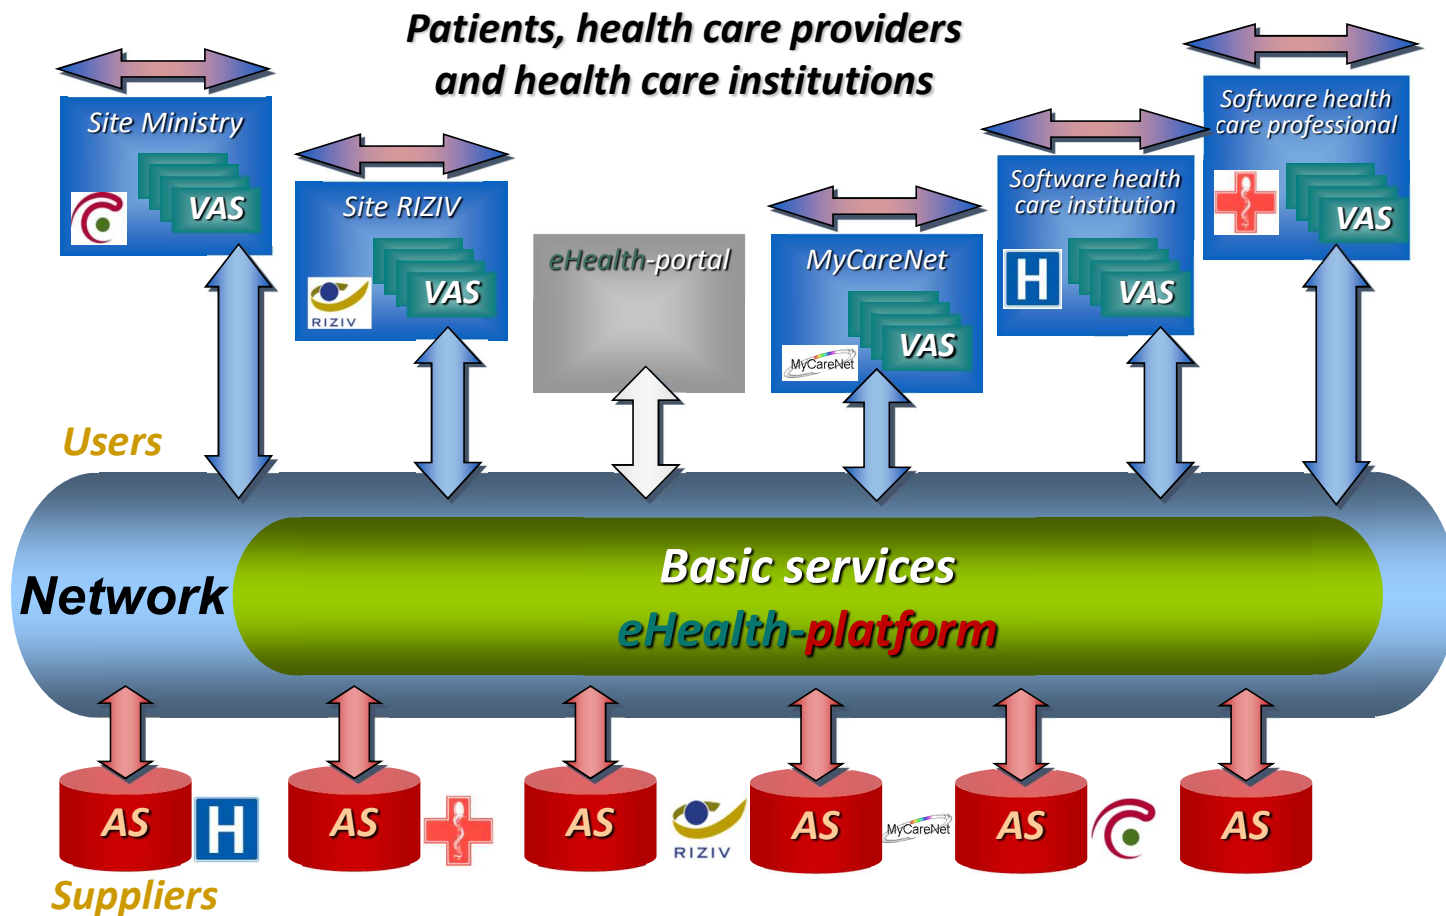 Patients, health care providers
and health care institutions
Site Ministry
VAS
Site RIZIV
RIZIV
VAS
eHealth-portal
MyCareNet
MyCareNet
VAS
Software health
care institution
H
VAS
Software health
care professional
VAS
Users
Network
Basic services
eHealth-platform
AS
H
AS
AS
RIZIV
AS
MyCareNet
AS
AS
Suppliers